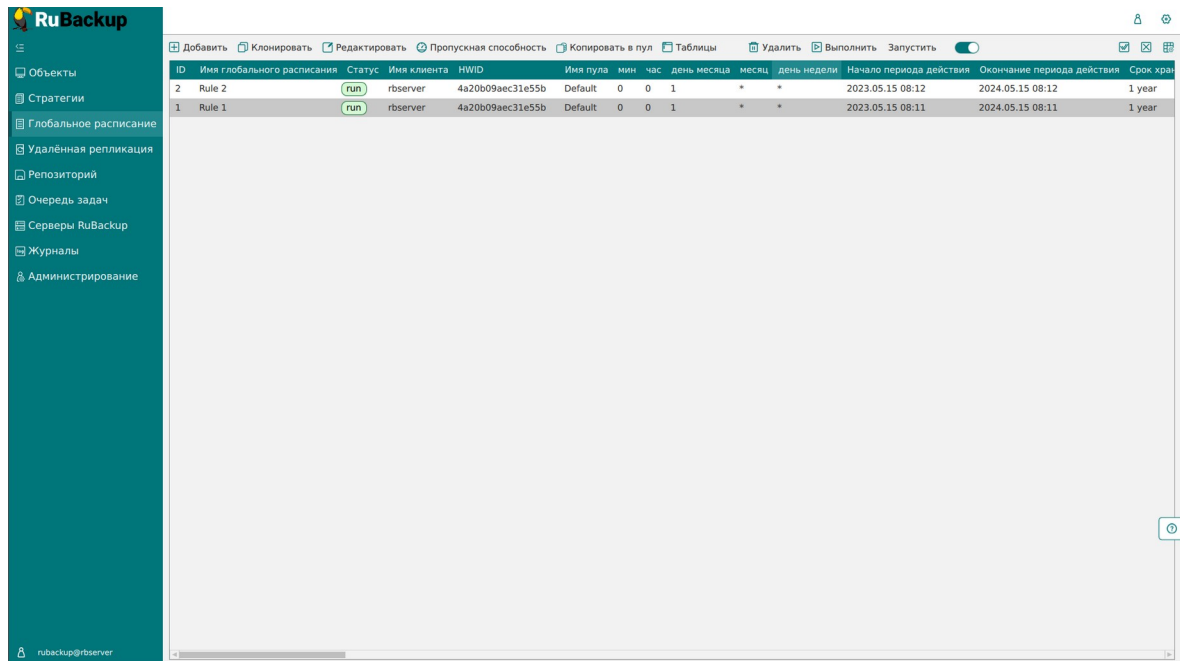 RuBackup
Добавить Клонировать Редактировать Пропускная способность Копировать в пул Таблицы Удалить Выполнить Запустить
Объекты
Стратегии
Глобальное расписание
Удалённая репликация
Репозиторий
Очередь задач
Серверы RuBackup
Журналы
Администрирование
ID Имя глобального расписания Статус Имя клиента HWID Имя пула мин час день месяца месяц день недели Начало периода действия Окончание периода действия Срок хран
2 Rule 2 run rbserver 4a20b09aec31e55b Default 0 0 1 * * 2023.05.15 08:12 2024.05.15 08:12 1 year
1 Rule 1 run rbserver 4a20b09aec31e55b Default 0 0 1 * * 2023.05.15 08:11 2024.05.15 08:11 1 year
rubackup@rbserver